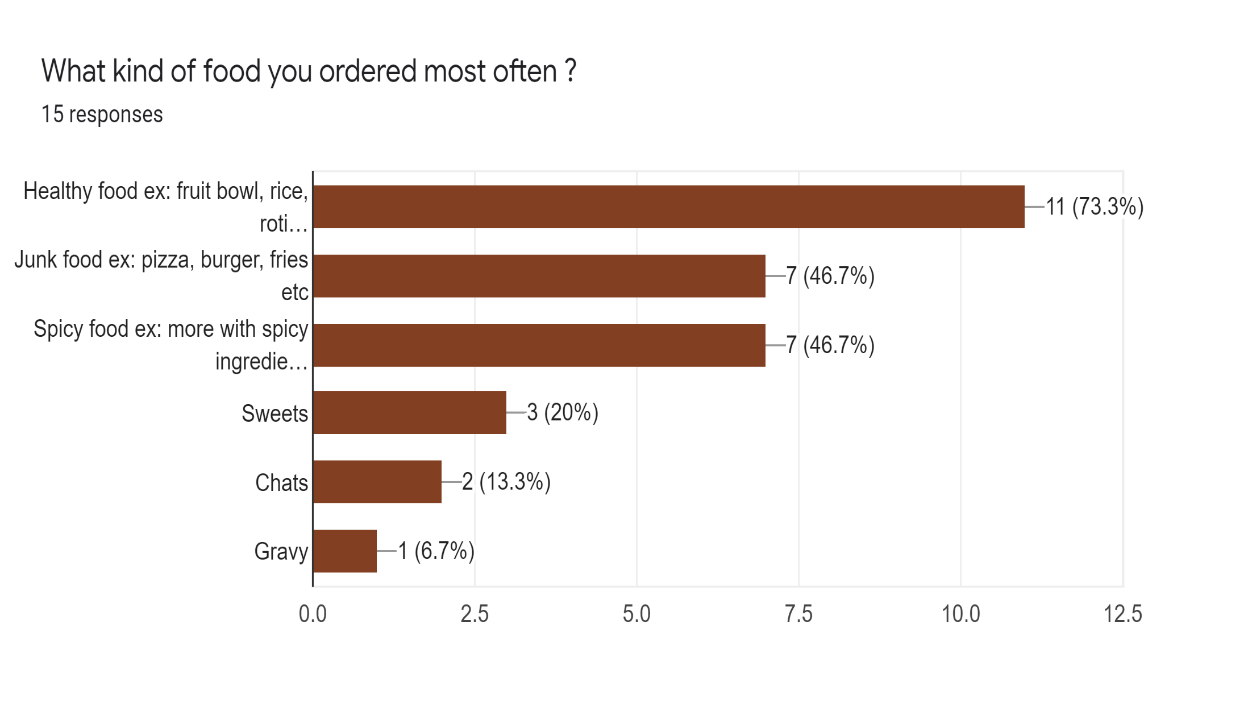 What kind of food you ordered most often ?
15 responses
Healthy food ex: fruit bowl, rice,
roti…
11 (73.3%)
Junk food ex: pizza, burger, fries
etc
7 (46.7%)
Spicy food ex: more with spicy
ingredie…
7 (46.7%)
Sweets
3 (20%)
Chats
2 (13.3%)
Gravy
1 (6.7%)
0.0 2.5 5.0 7.5 10.0 12.5